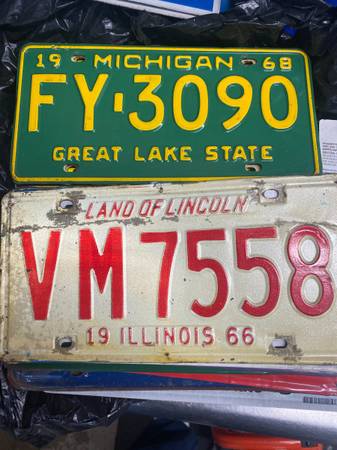 19 MICHIGAN 68
FY-3090
GREAT LAKE STATE
LAND OF LINCOLN
VM 7558
19 ILLINOIS 66